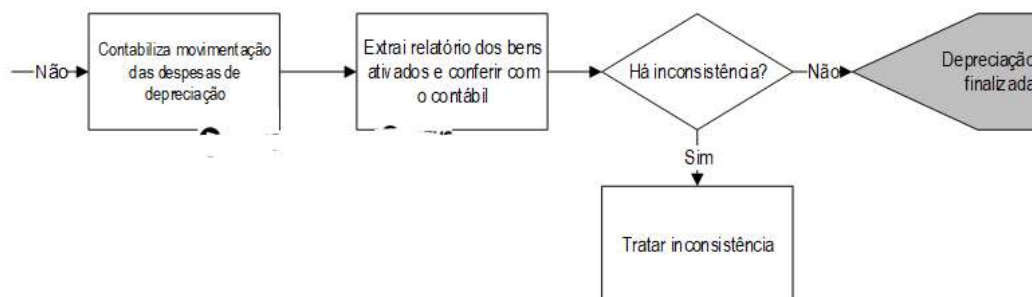 Não
Contabiliza movimentação
das despesas de
depreciação
Extrai relatório dos bens
ativados e conferir com
o contábil
Há inconsistência?
Não
Depreciação
finalizada
Sim
Tratar inconsistência